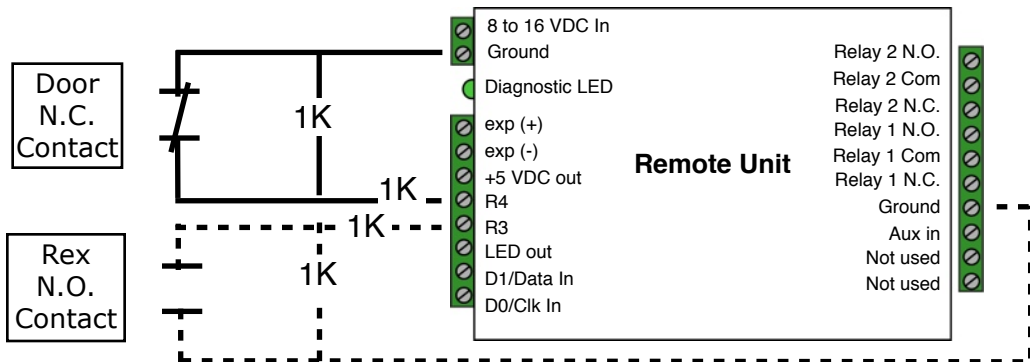 Door
N.C.
Contact
1K
1K
1K
1K
Rex
N.O.
Contact
8 to 16 VDC In
Ground
Diagnostic LED
exp (+)
exp (-)
+5 VDC out
R4
R3
LED out
D1/Data In
D0/Clk In
Remote Unit
Relay 2 N.O.
Relay 2 Com
Relay 2 N.C.
Relay 1 N.O.
Relay 1 Com
Relay 1 N.C.
Ground
Aux in
Not used
Not used